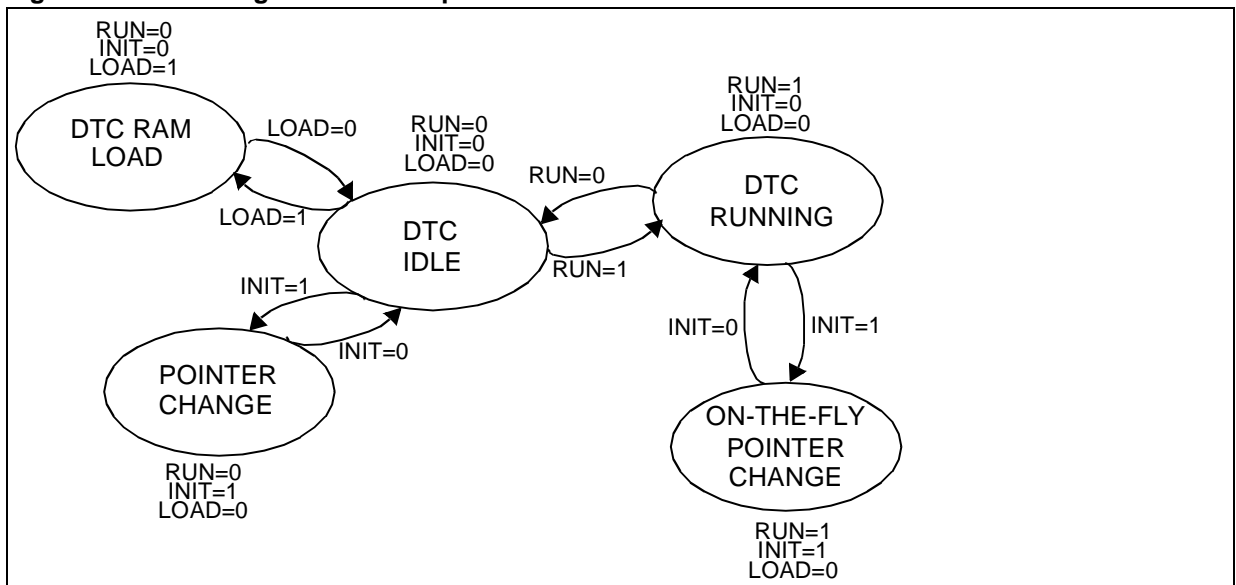 RUN=0
INIT=0
LOAD=1
DTC RAM
LOAD
LOAD=0
LOAD=1
RUN=0
INIT=0
LOAD=0
DTC
IDLE
RUN=0
RUN=1
RUN=1
INIT=0
LOAD=0
DTC
RUNNING
INIT=1
INIT=0
POINTER
CHANGE
RUN=0
INIT=1
LOAD=0
INIT=0
INIT=1
ON-THE-FLY
POINTER
CHANGE
RUN=1
INIT=1
LOAD=0